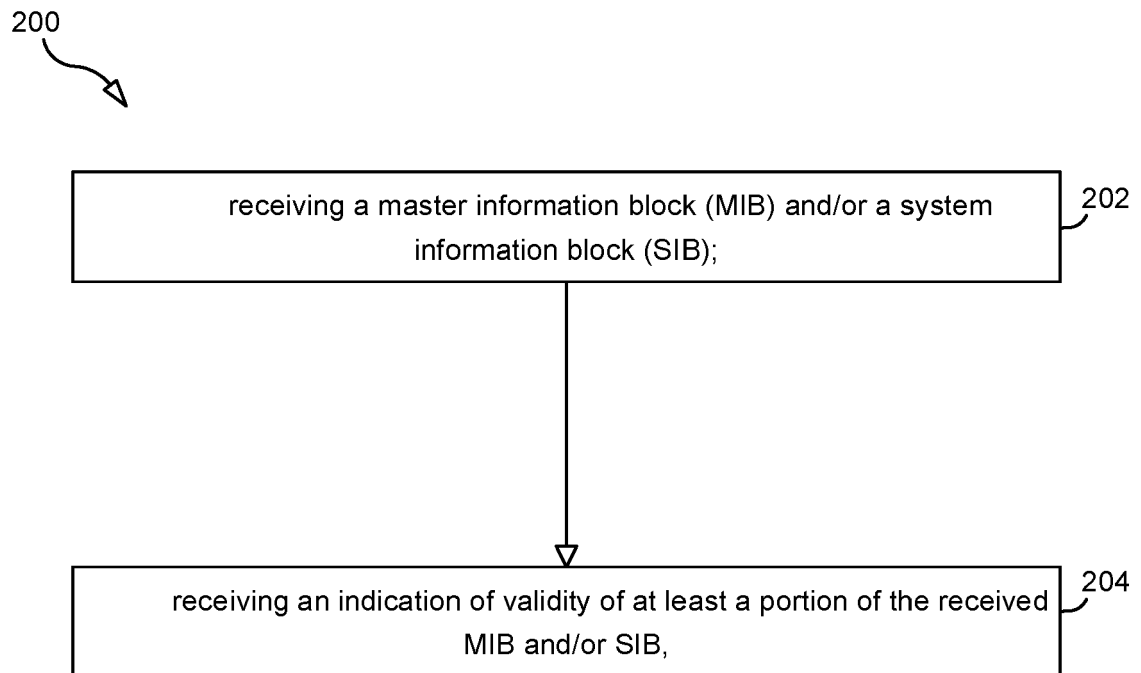 200
receiving a master information block (MIB) and/or a system
information block (SIB);
202
receiving an indication of validity of at least a portion of the received
MIB and/or SIB,
204